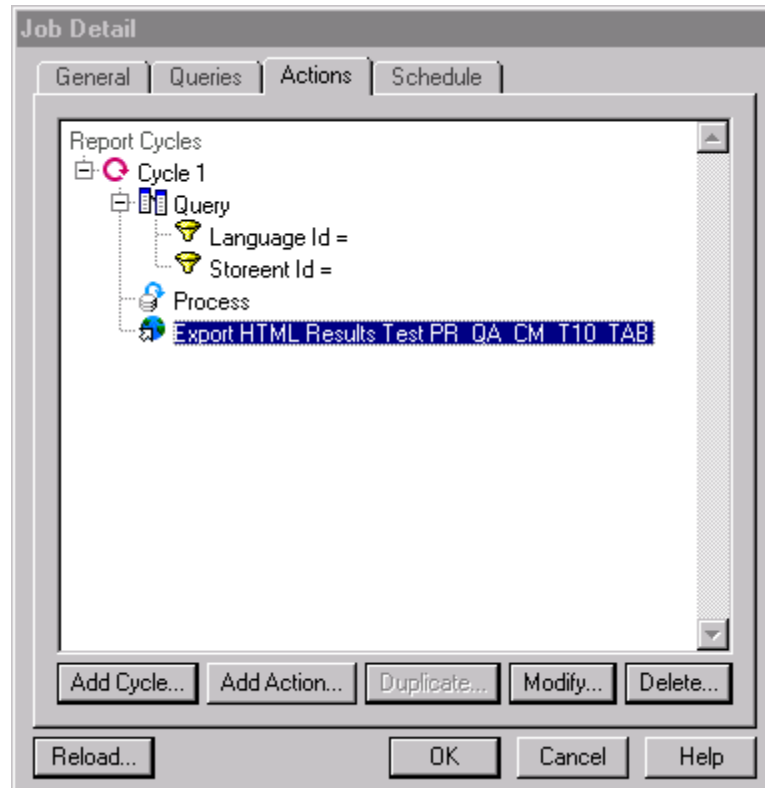 Job Detail
General Queries Actions Schedule
Report Cycles
Cycle 1
Query
Language Id =
Storeent Id =
Process
Export HTML Results Test PR_QA_CM_T10_TAB
Add Cycle... Add Action... Duplicate... Modify... Delete...
Reload... OK Cancel Help